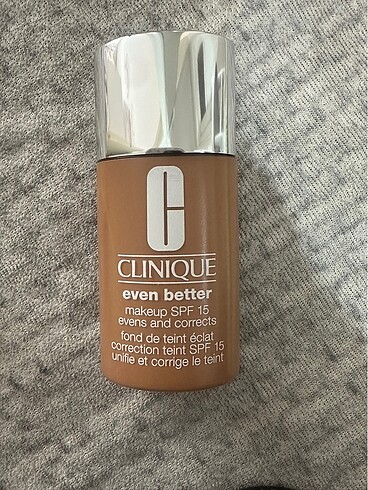 C
CLINIQUE
even better
makeup SPF 15
evens and corrects
fond de teint éclat
correction teint SPF 15
unifie et corrige le teint